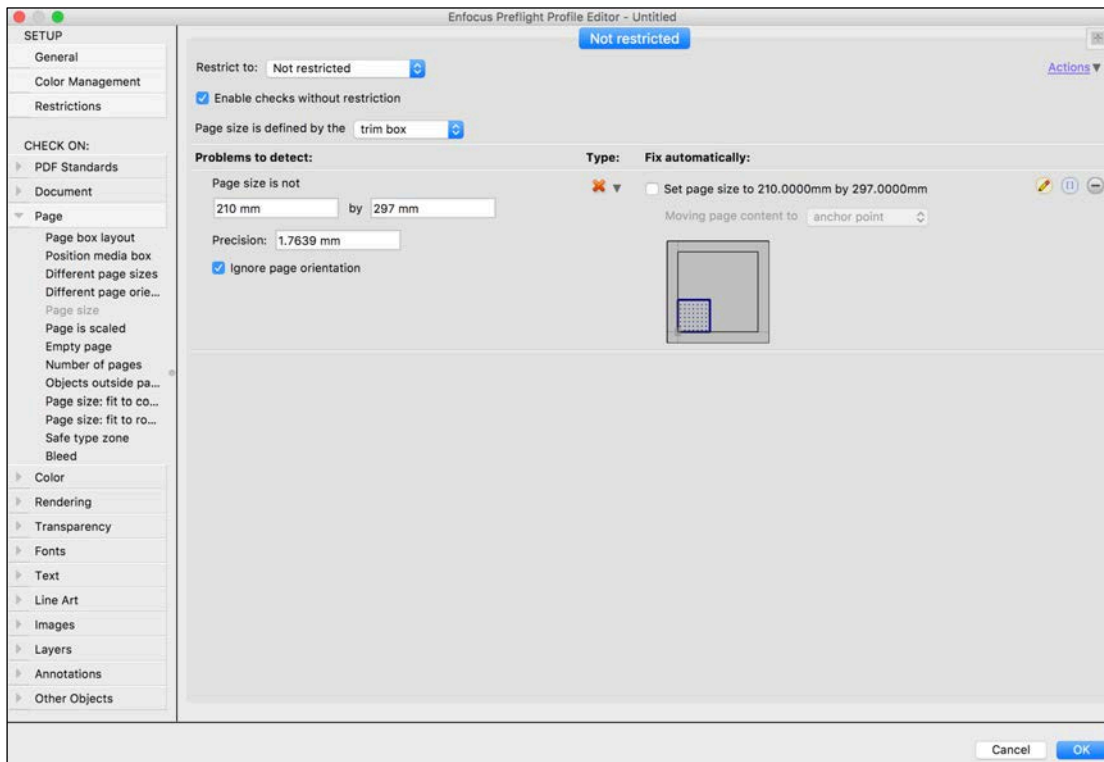 Enfocus Preflight Profile Editor - Untitled
SETUP
General
Color Management
Restrictions
CHECK ON:
PDF Standards
Document
Page
Page box layout
Position media box
Different page sizes
Different page orie...
Page size
Page is scaled
Empty page
Number of pages
Objects outside pa...
Page size: fit to co...
Page size: fit to ro...
Safe type zone
Bleed
Color
Rendering
Transparency
Fonts
Text
Line Art
Images
Layers
Annotations
Other Objects
Not restricted
Restrict to: Not restricted
Actions
Enable checks without restriction
Page size is defined by the trim box
Problems to detect: Type: Fix automatically:
Page size is not
210 mm by 297 mm
Precision: 1.7639 mm
Ignore page orientation
Set page size to 210.0000mm by 297.0000mm
Moving page content to anchor point
Cancel OK